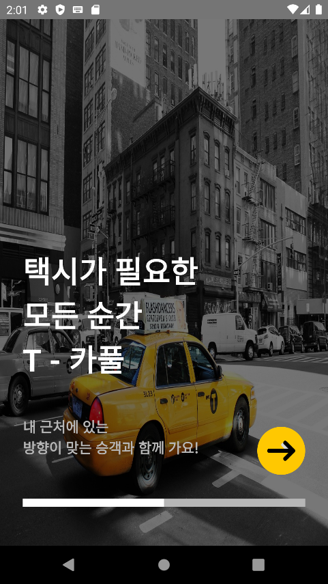 2:01
택시가 필요한
모든 순간
T - 카풀
FLASHDANCERS
내 근처에 있는
방향이 맞는 승객과 함께 가요!